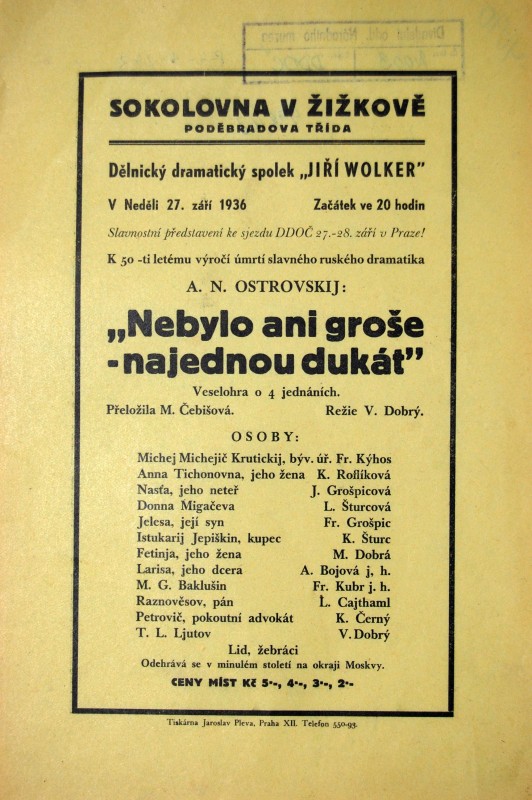 Divadelní odd. Národního musea
SOKOLOVNA V ŽIŽKOVĚ
PODĚBRADOVA TŘÍDA
Dělnický dramatický spolek „JIŘÍ WOLKER"
V Neděli 27. září 1936 Začátek ve 20 hodin
Slavnostní představení ke sjezdu DDOČ 27.-28. září v Praze!
K 50 -ti letému výročí úmrtí slavného ruského dramatika
A. N. OSTROVSKIJ:
„Nebylo ani groše
-najednou dukát"
Veselohra o 4 jednáních.
Přeložila M. Čebišová. Režie V. Dobrý.
OSOBY:
Michej Michejič Krutickij, býv. úř. Fr. Kýhos
Anna Tichonovna, jeho žena K. Roflíková
Nasťa, jeho neteř J. Grošpicová
Donna Migačeva L. Šturcová
Jelesa, její syn Fr. Grošpic
Istukarij Jepiškin, kupec K. Šturc
Fetinja, jeho žena M. Dobrá
Larisa, jeho dcera A. Bojová j. h.
M. G. Baklušin Fr. Kubr j. h.
Raznověsov, pán L. Cajthaml
Petrovič, pokoutní advokát K. Černý
T. L. Ljutov V. Dobrý
Lid, žebráci
Odehrává se v minulém století na okraji Moskvy.
CENY MÍST Kč 5·-, 4·-, 3·-, 2·-
Tiskárna Jaroslav Pleva, Praha XII. Telefon 550-93.